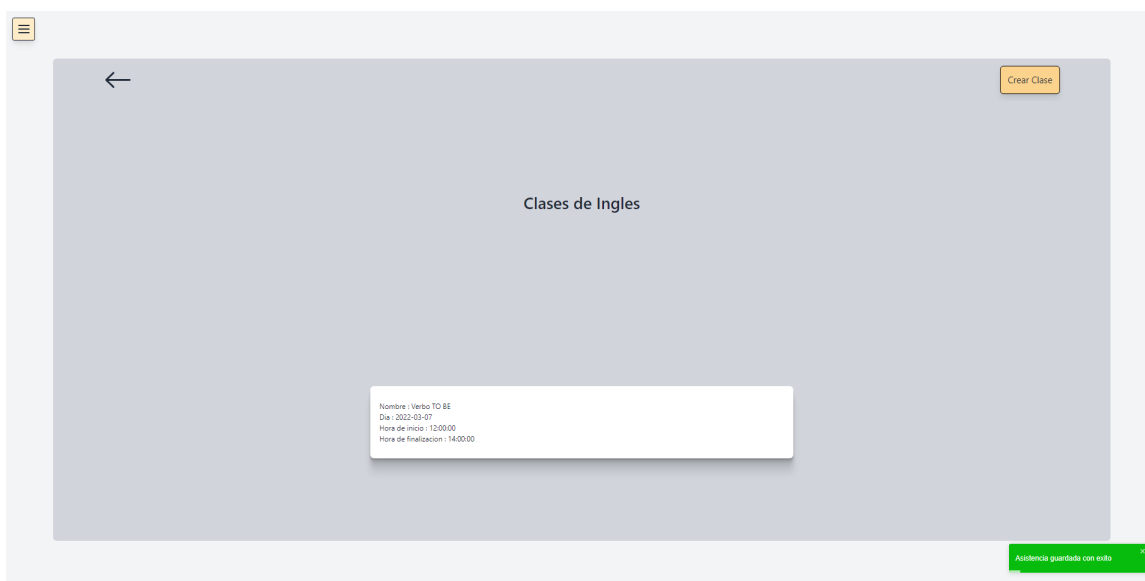 Crear Clase
Clases de Ingles
Nombre : Verbo TO BE
Dia : 2022-03-07
Hora de inicio : 12:00:00
Hora de finalizacion : 14:00:00
Asistencia guardada con exito